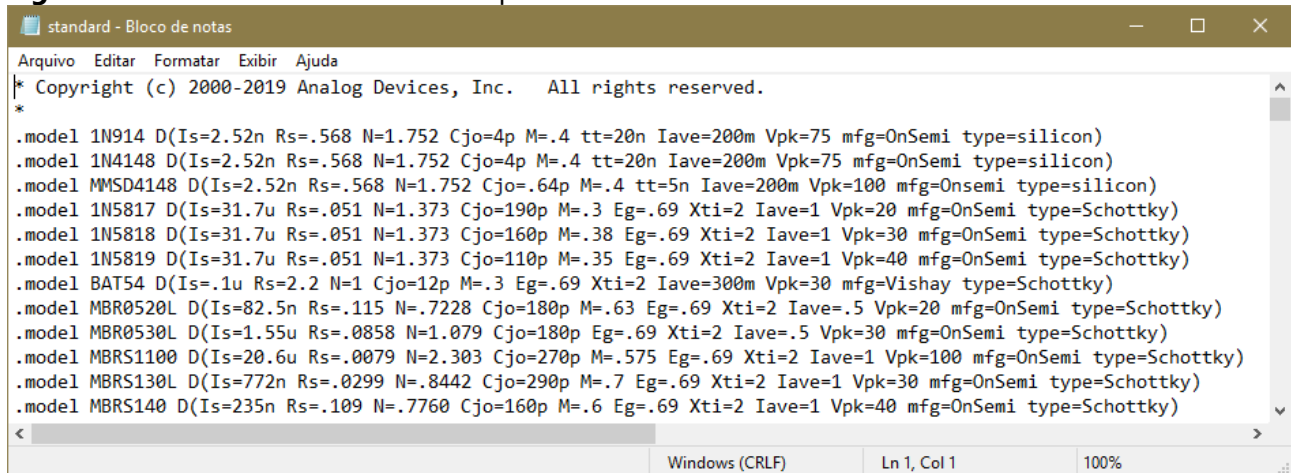 standard - Bloco de notas
Arquivo Editar Formatar Exibir Ajuda
* Copyright (c) 2000-2019 Analog Devices, Inc.   All rights reserved.
*
.model 1N914 D(Is=2.52n Rs=.568 N=1.752 Cjo=4p M=.4 tt=20n Iave=200m Vpk=75 mfg=OnSemi type=silicon)
.model 1N4148 D(Is=2.52n Rs=.568 N=1.752 Cjo=4p M=.4 tt=20n Iave=200m Vpk=75 mfg=OnSemi type=silicon)
.model MMSD4148 D(Is=2.52n Rs=.568 N=1.752 Cjo=.64p M=.4 tt=5n Iave=200m Vpk=100 mfg=Onsemi type=silicon)
.model 1N5817 D(Is=31.7u Rs=.051 N=1.373 Cjo=190p M=.3 Eg=.69 Xti=2 Iave=1 Vpk=20 mfg=OnSemi type=Schottky)
.model 1N5818 D(Is=31.7u Rs=.051 N=1.373 Cjo=160p M=.38 Eg=.69 Xti=2 Iave=1 Vpk=30 mfg=OnSemi type=Schottky)
.model 1N5819 D(Is=31.7u Rs=.051 N=1.373 Cjo=110p M=.35 Eg=.69 Xti=2 Iave=1 Vpk=40 mfg=OnSemi type=Schottky)
.model BAT54 D(Is=.1u Rs=2.2 N=1 Cjo=12p M=.3 Eg=.69 Xti=2 Iave=300m Vpk=30 mfg=Vishay type=Schottky)
.model MBR0520L D(Is=82.5n Rs=.115 N=.7228 Cjo=180p M=.63 Eg=.69 Xti=2 Iave=.5 Vpk=20 mfg=OnSemi type=Schottky)
.model MBR0530L D(Is=1.55u Rs=.0858 N=1.079 Cjo=180p Eg=.69 Xti=2 Iave=.5 Vpk=30 mfg=OnSemi type=Schottky)
.model MBRS1100 D(Is=20.6u Rs=.0079 N=2.303 Cjo=270p M=.575 Eg=.69 Xti=2 Iave=1 Vpk=100 mfg=OnSemi type=Schottky)
.model MBRS130L D(Is=772n Rs=.0299 N=.8442 Cjo=290p M=.7 Eg=.69 Xti=2 Iave=1 Vpk=30 mfg=OnSemi type=Schottky)
.model MBRS140 D(Is=235n Rs=.109 N=.7760 Cjo=160p M=.6 Eg=.69 Xti=2 Iave=1 Vpk=40 mfg=OnSemi type=Schottky)
Windows (CRLF) Ln 1, Col 1 100%